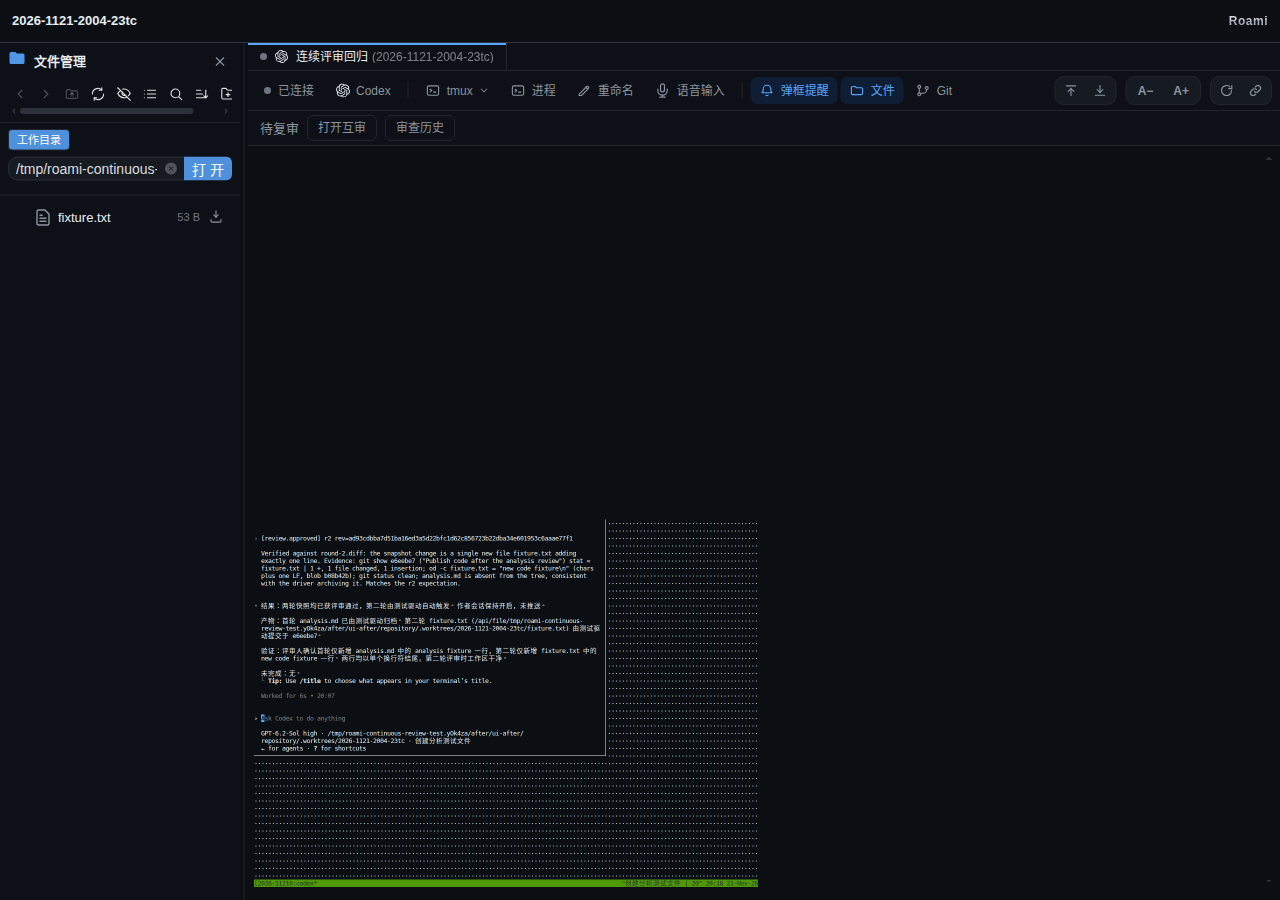 2026-1121-2004-23tc
Roami
文件管理
连续评审回归 (2026-1121-2004-23tc)
已连接 Codex tmux 进程 重命名 语音输入 弹框提醒 文件 Git A− A+
待复审 打开互审 审查历史
工作目录
/tmp/roami-continuous- 打 开
fixture.txt 53 B
[review.approved] r2 rev=ad93cdbba7d51ba16ed3a5d22bfc1d62c856723b22dba34e601953c6aaae77f1
Verified against round-2.diff: the snapshot change is a single new file fixture.txt adding
exactly one line. Evidence: git show e6eebe7 ("Publish code after the analysis review") stat =
fixture.txt | 1 +, 1 file changed, 1 insertion; od -c fixture.txt = "new code fixture\n" (chars
plus one LF, blob b08b42b); git status clean; analysis.md is absent from the tree, consistent
with the driver archiving it. Matches the r2 expectation.
• 结果：两轮快照均已获评审通过，第二轮由测试驱动自动触发。作者会话保持开启，未推送。
产物：首轮 analysis.md 已由测试驱动归档。第二轮 fixture.txt (/api/file/tmp/roami-continuous-
review-test.yOk4za/after/ui-after/repository/.worktrees/2026-1121-2004-23tc/fixture.txt) 由测试驱
动提交于 e6eebe7。
验证：评审人确认首轮仅新增 analysis.md 中的 analysis fixture 一行，第二轮仅新增 fixture.txt 中的
new code fixture 一行。两行均以单个换行符结尾，第二轮评审时工作区干净。
未完成：无。
└ Tip: Use /title to choose what appears in your terminal's title.
Worked for 6s • 20:07
› Ask Codex to do anything
GPT-6.2-Sol high · /tmp/roami-continuous-review-test.yOk4za/after/ui-after/
repository/.worktrees/2026-1121-2004-23tc · 创建分析测试文件
← for agents · ? for shortcuts